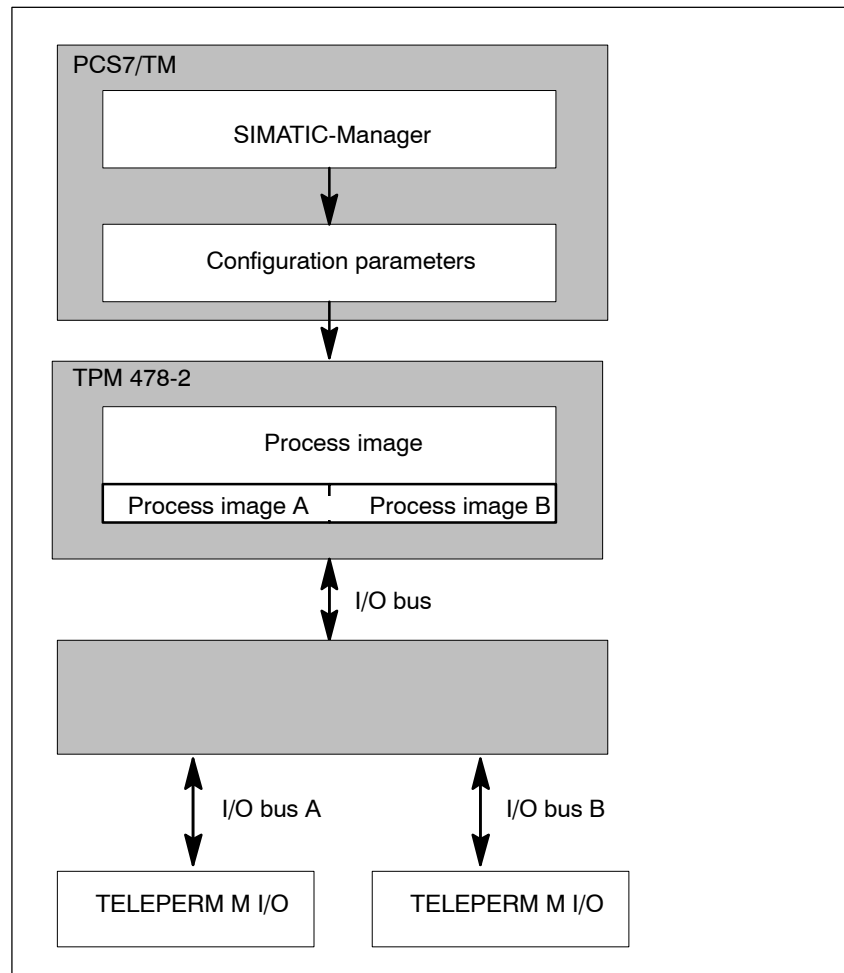 PCS7/TM
SIMATIC-Manager
Configuration parameters
TPM 478-2
Process image
Process image A
Process image B
I/O bus
I/O bus A
I/O bus B
TELEPERM M I/O
TELEPERM M I/O